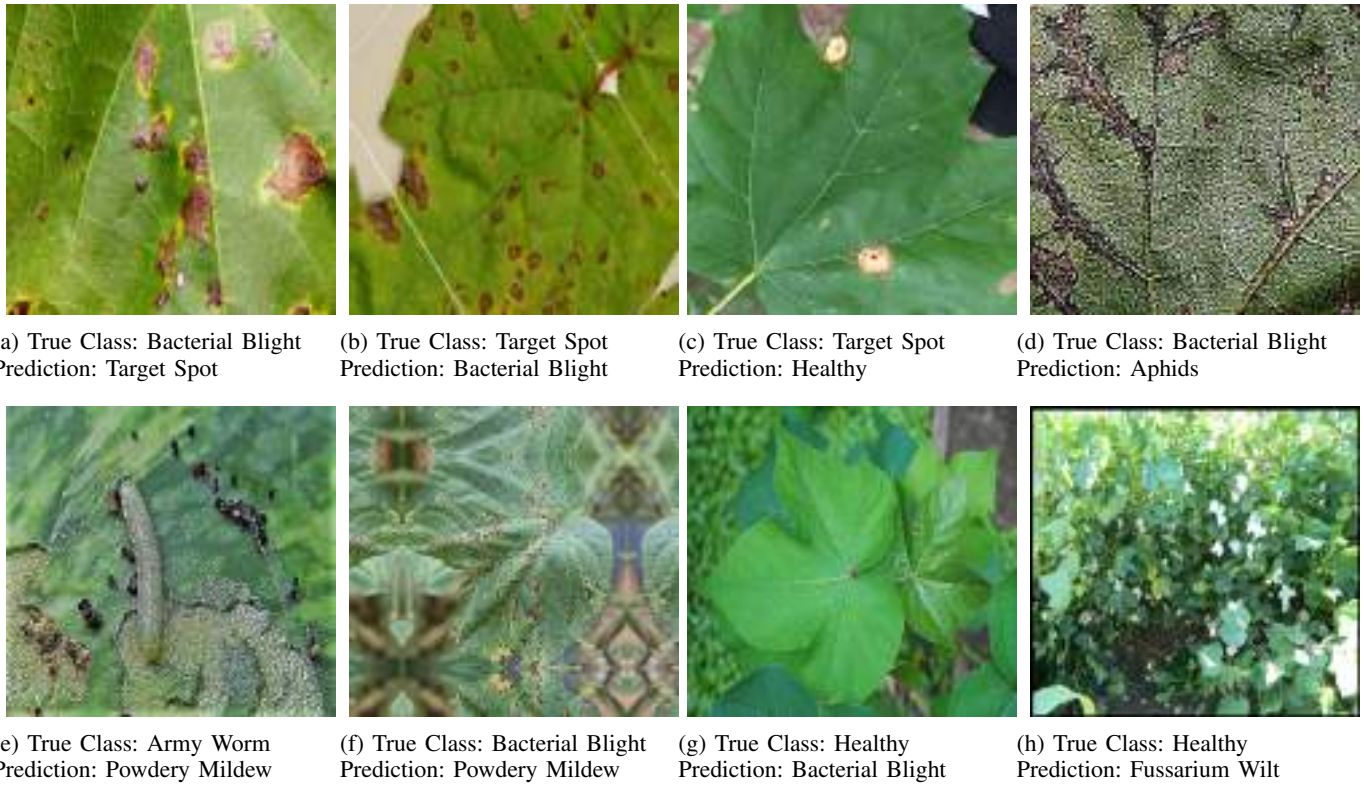 a) True Class: Bacterial Blight
Prediction: Target Spot
(b) True Class: Target Spot
Prediction: Bacterial Blight
(c) True Class: Target Spot
Prediction: Healthy
(d) True Class: Bacterial Blight
Prediction: Aphids
e) True Class: Army Worm
Prediction: Powdery Mildew
(f) True Class: Bacterial Blight
Prediction: Powdery Mildew
(g) True Class: Healthy
Prediction: Bacterial Blight
(h) True Class: Healthy
Prediction: Fussarium Wilt